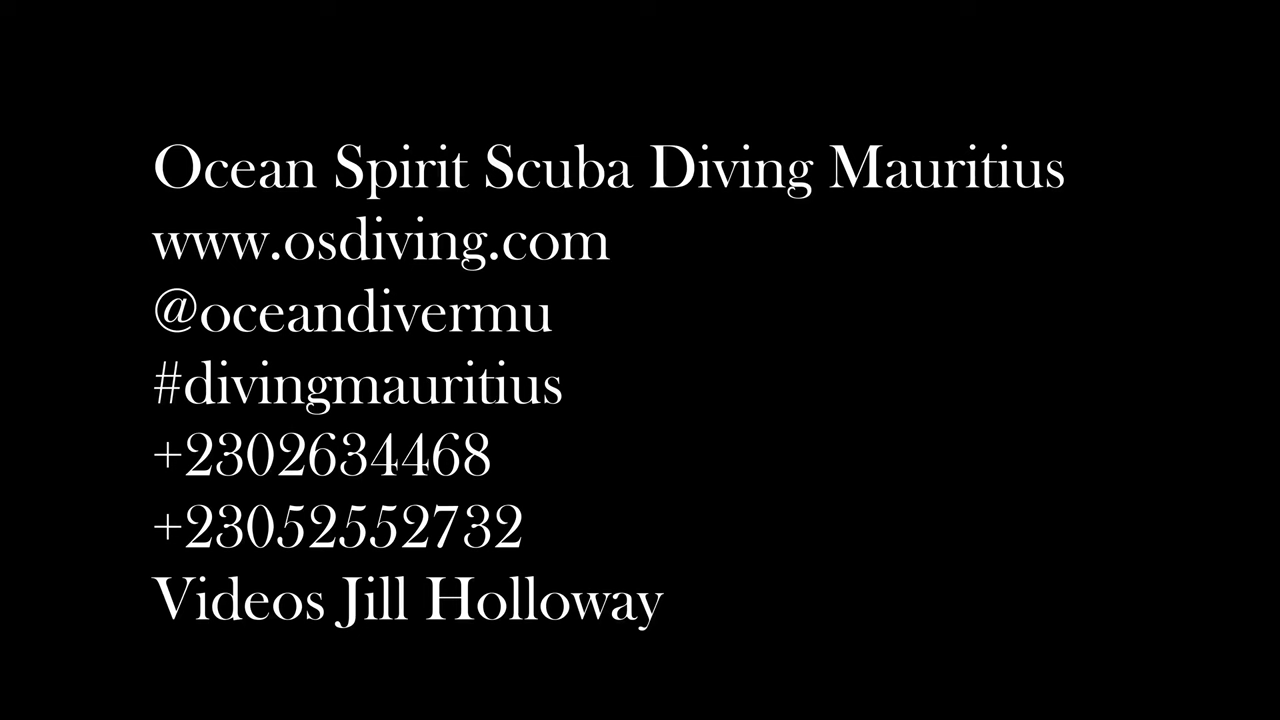 Ocean Spirit Scuba Diving Mauritius
www.osdiving.com
@oceandivermu
#divingmauritius
+2302634468
+23052552732
Videos Jill Holloway